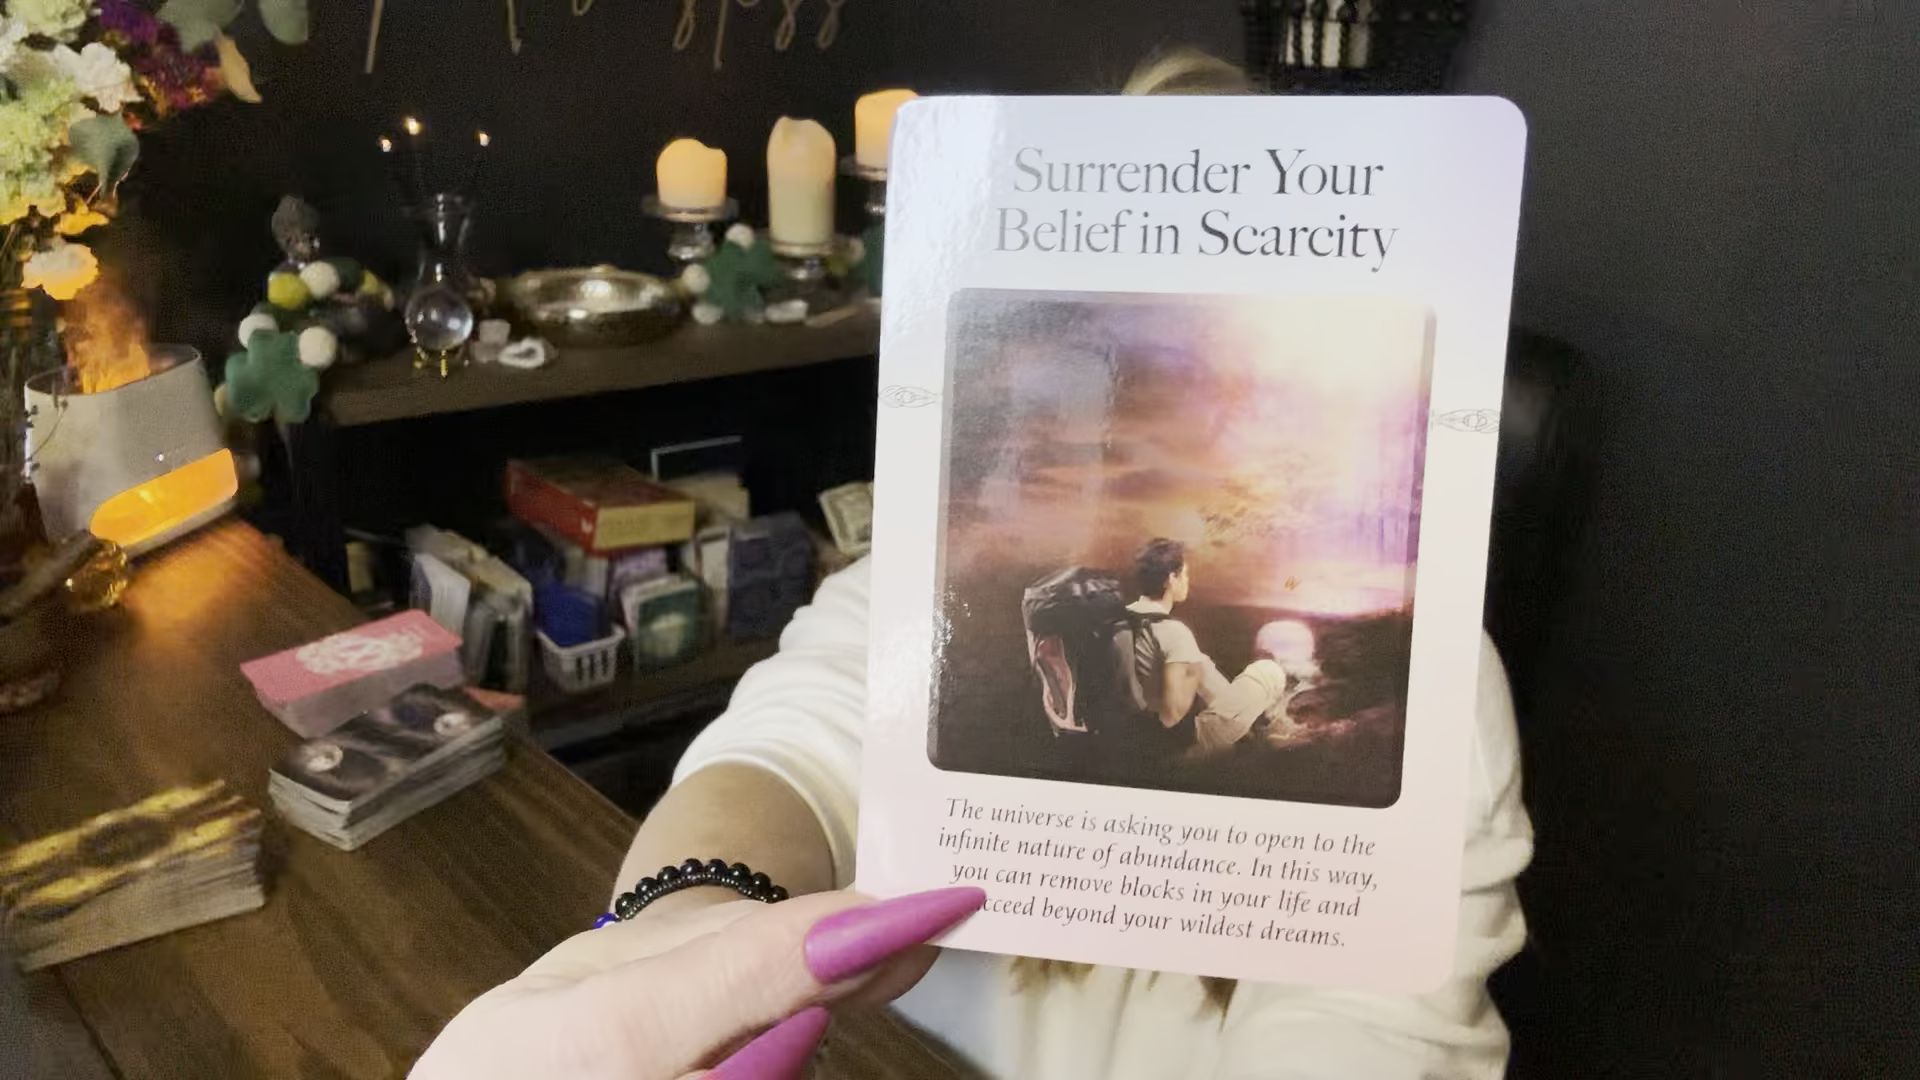 Surrender Your
Belief in Scarcity
The universe is asking you to open to the
infinite nature of abundance. In this way,
you can remove blocks in your life and
cceed beyond your wildest dreams.